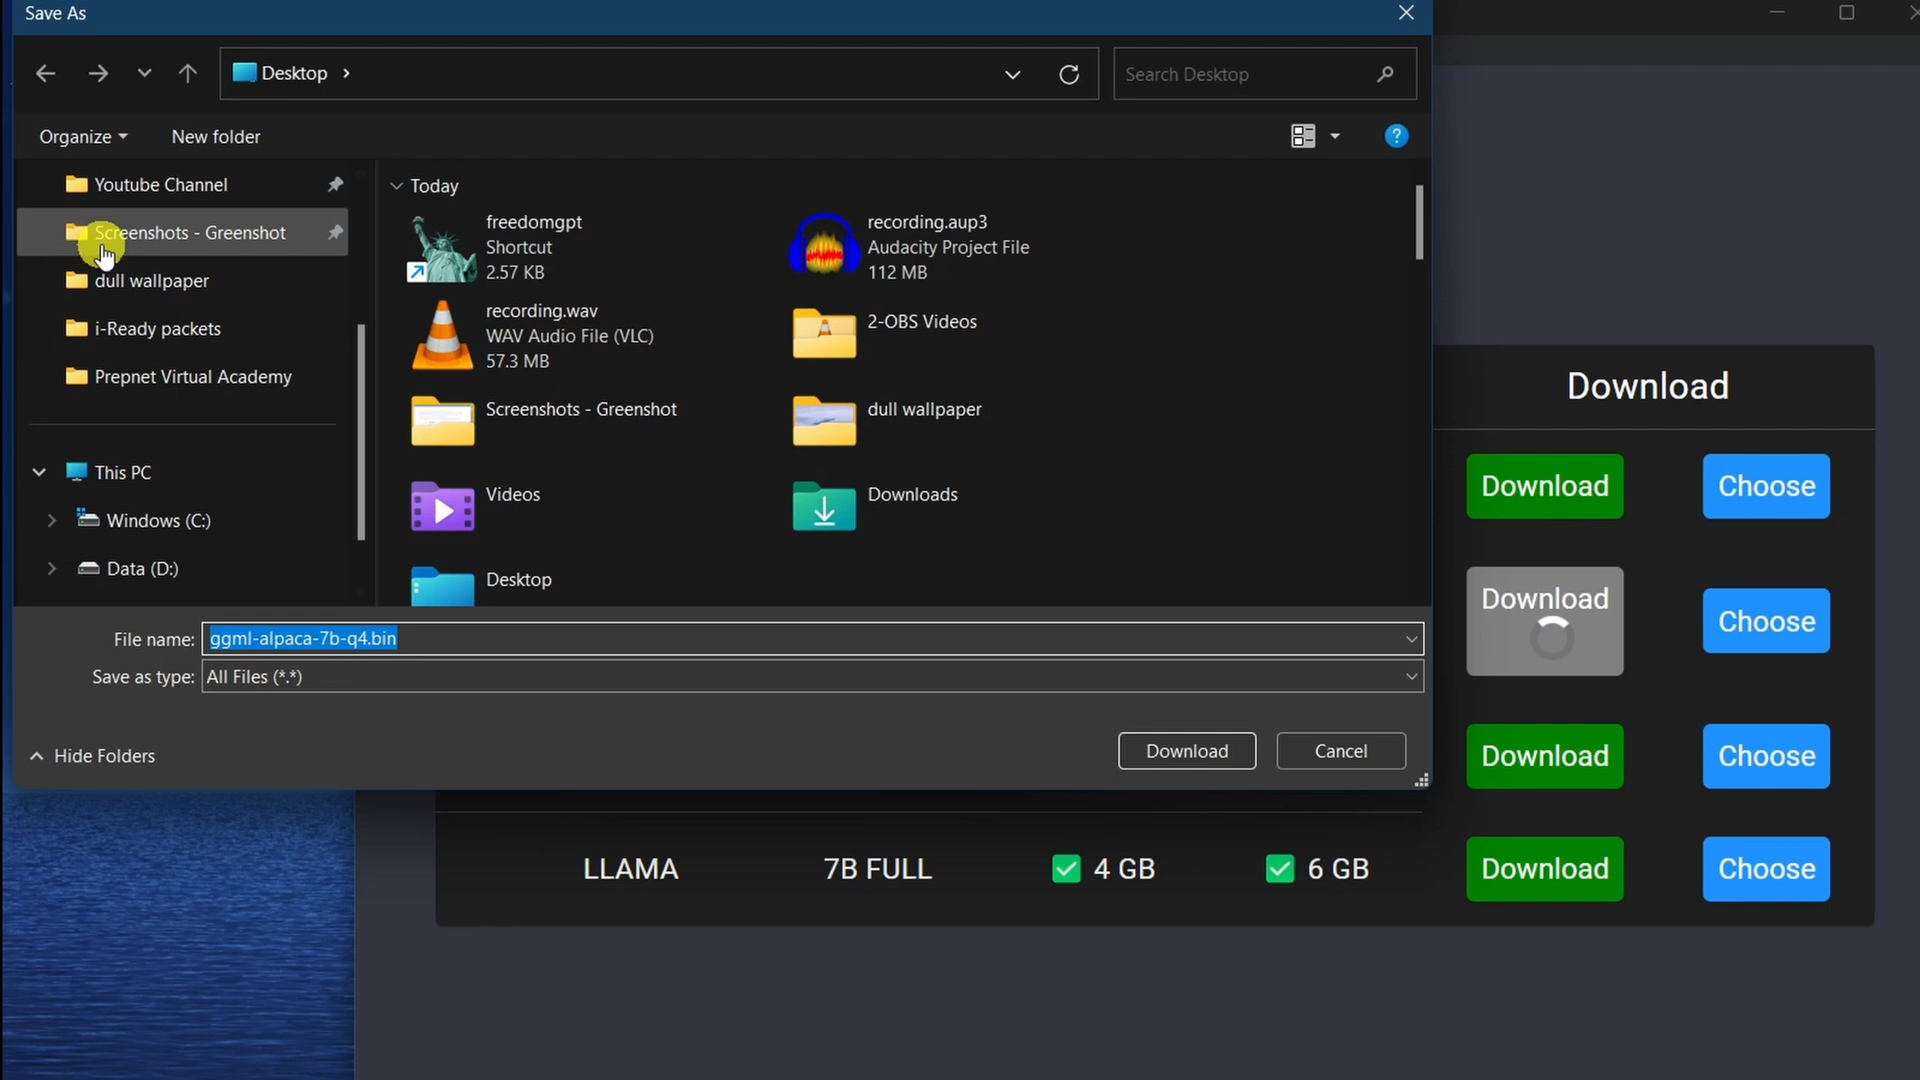 Save As
Desktop
Search Desktop
Organize
New folder
?
Youtube Channel
Screenshots - Greenshot
dull wallpaper
i-Ready packets
Prepnet Virtual Academy
This PC
Windows (C:)
Data (D:)
Today
freedomgpt
Shortcut
2.57 KB
recording.aup3
Audacity Project File
112 MB
recording.wav
WAV Audio File (VLC)
57.3 MB
2-OBS Videos
Screenshots - Greenshot
dull wallpaper
Videos
Downloads
Desktop
File name: ggml-alpaca-7b-q4.bin
Save as type: All Files (*.*)
Hide Folders
Download Cancel
Download
Download Choose
Download Choose
Download Choose
LLAMA 7B FULL 4 GB 6 GB Download Choose